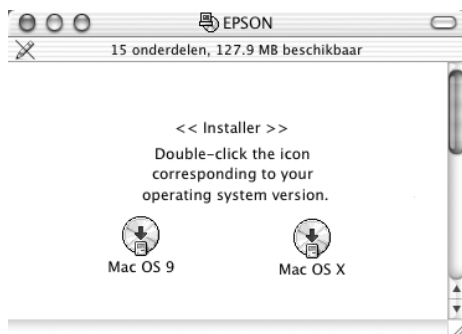 EPSON
15 onderdelen, 127.9 MB beschikbaar
<< Installer >>
Double-click the icon
corresponding to your
operating system version.
Mac OS 9
Mac OS X